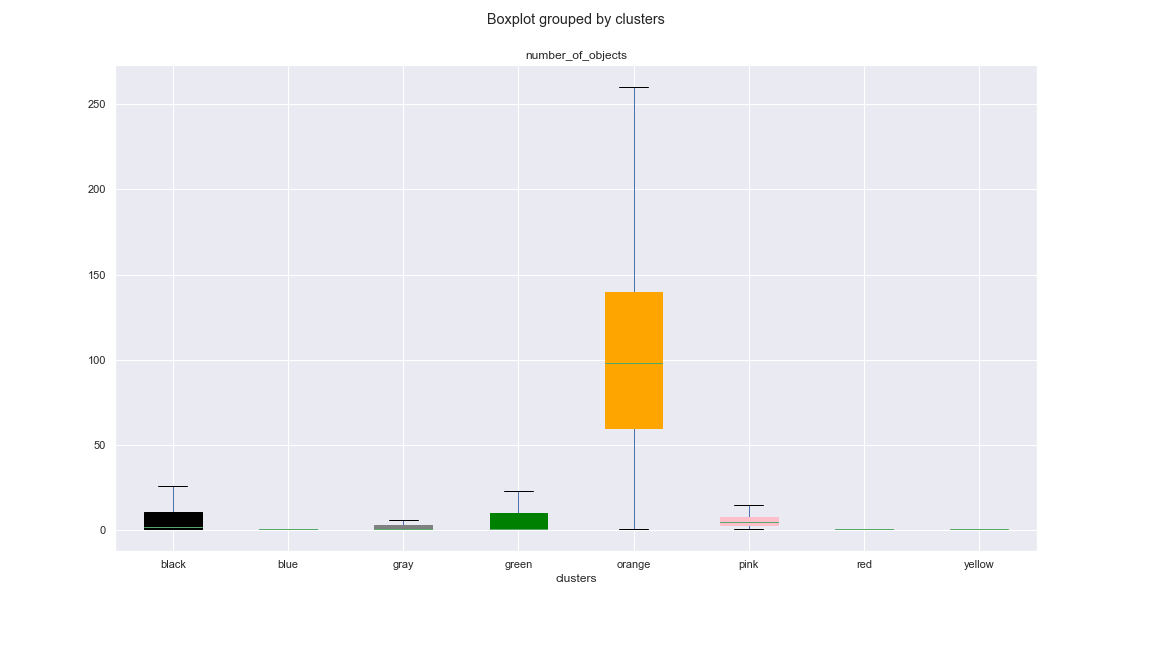 Boxplot grouped by clusters
number_of_objects
250
200
150
100
50
0
black blue gray green orange pink red yellow
clusters